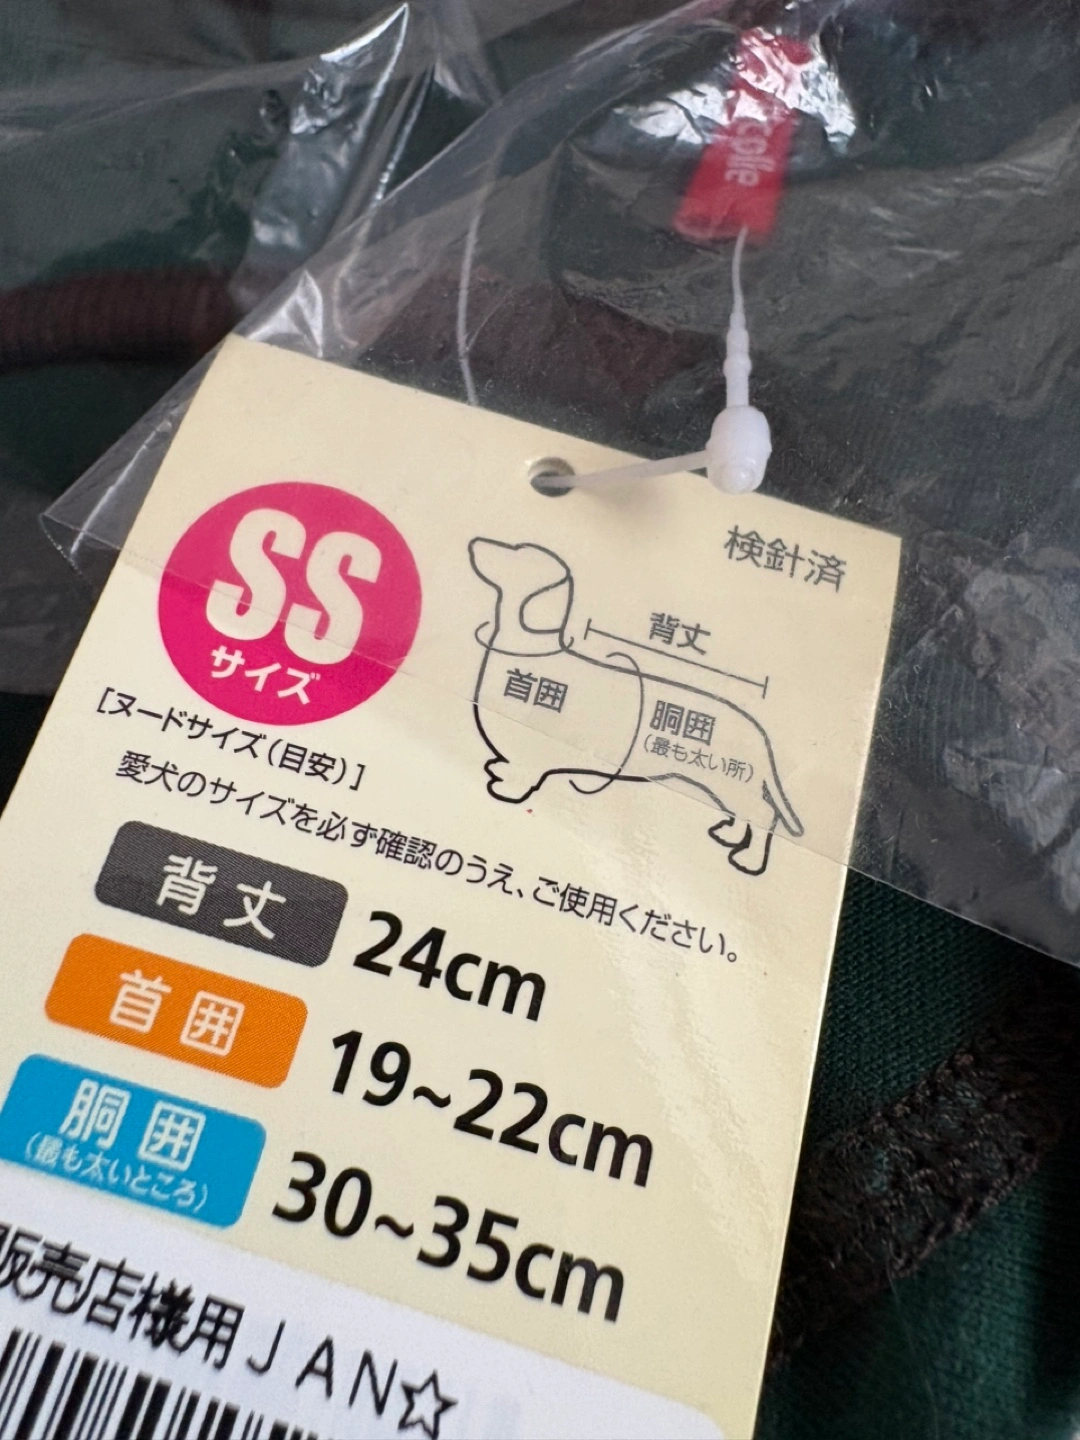 colle
検針済
SS
サイズ
背丈
首囲
胴囲
(最も太い所)
[ヌードサイズ(目安)]
愛犬のサイズを必ず確認のうえ、ご使用ください。
背丈 24cm
首囲 19~22cm
胴囲 30~35cm
(最も太いところ)
販売店様用JAN☆